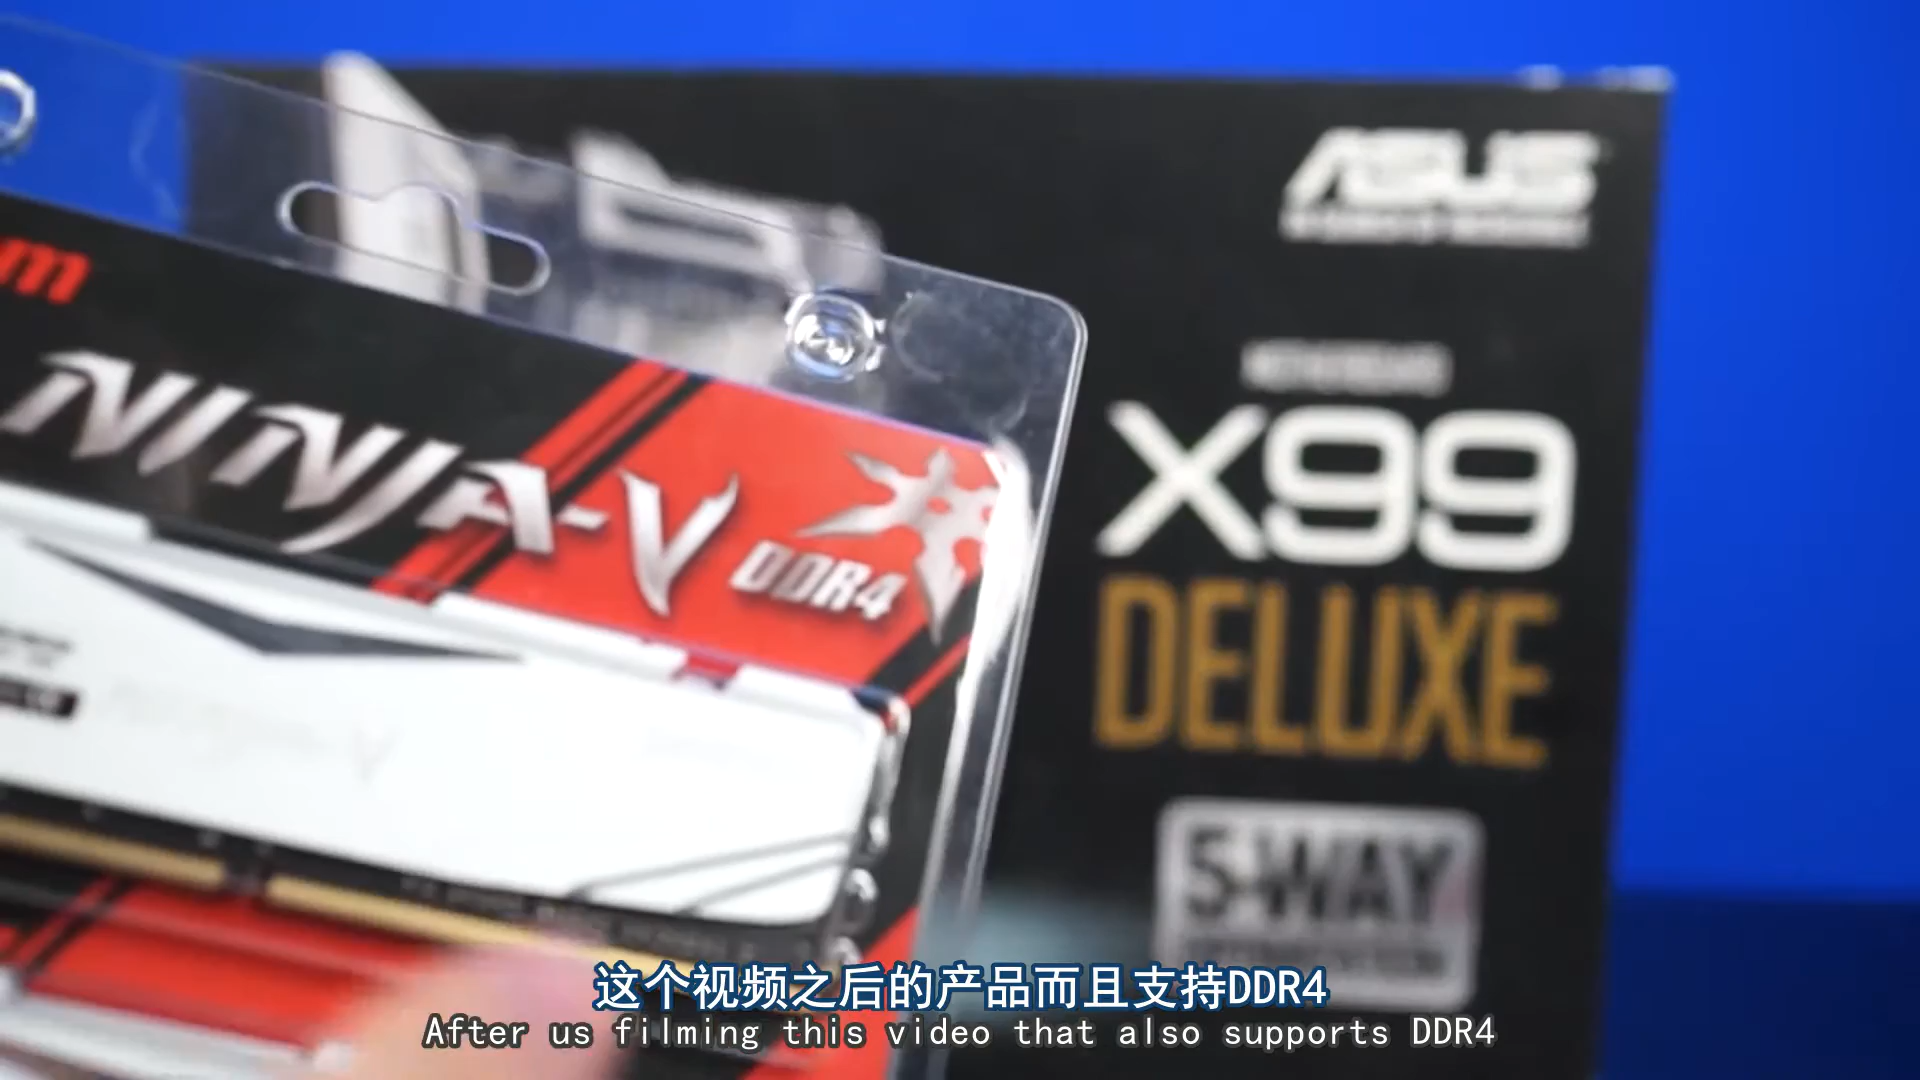 ASUS
m
NINJA-V
DDR4
X99
DELUXE
5-WAY
这个视频之后的产品而且支持DDR4
After us filming this video that also supports DDR4